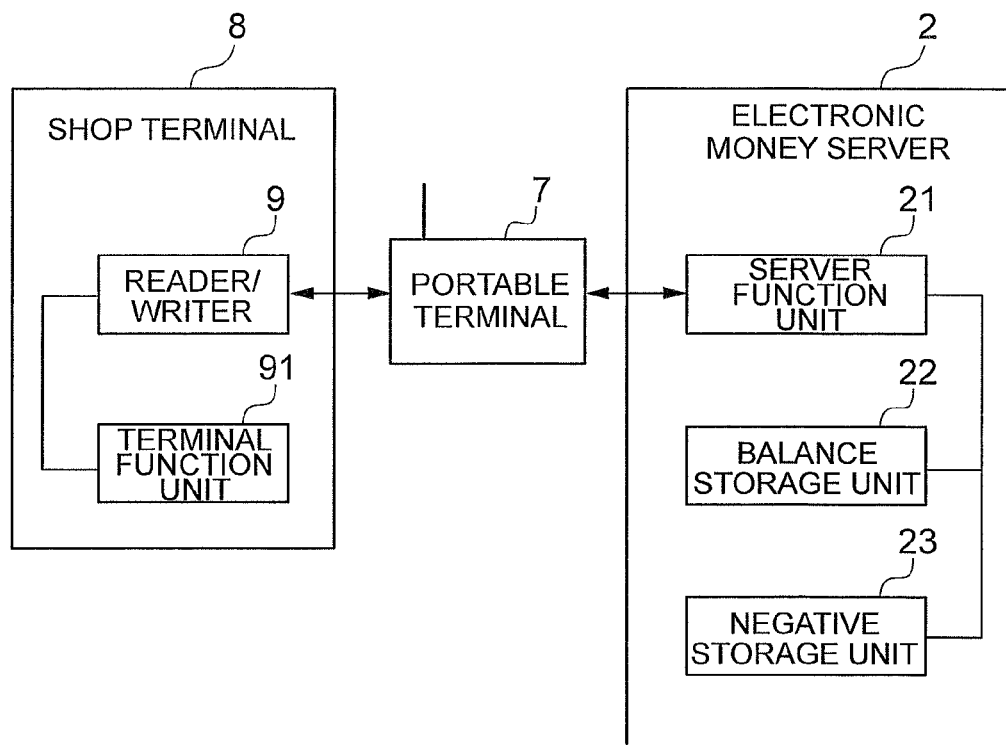 8
SHOP TERMINAL
9
READER/
WRITER
91
TERMINAL
FUNCTION
UNIT
7
PORTABLE
TERMINAL
2
ELECTRONIC
MONEY SERVER
21
SERVER
FUNCTION
UNIT
22
BALANCE
STORAGE UNIT
23
NEGATIVE
STORAGE UNIT